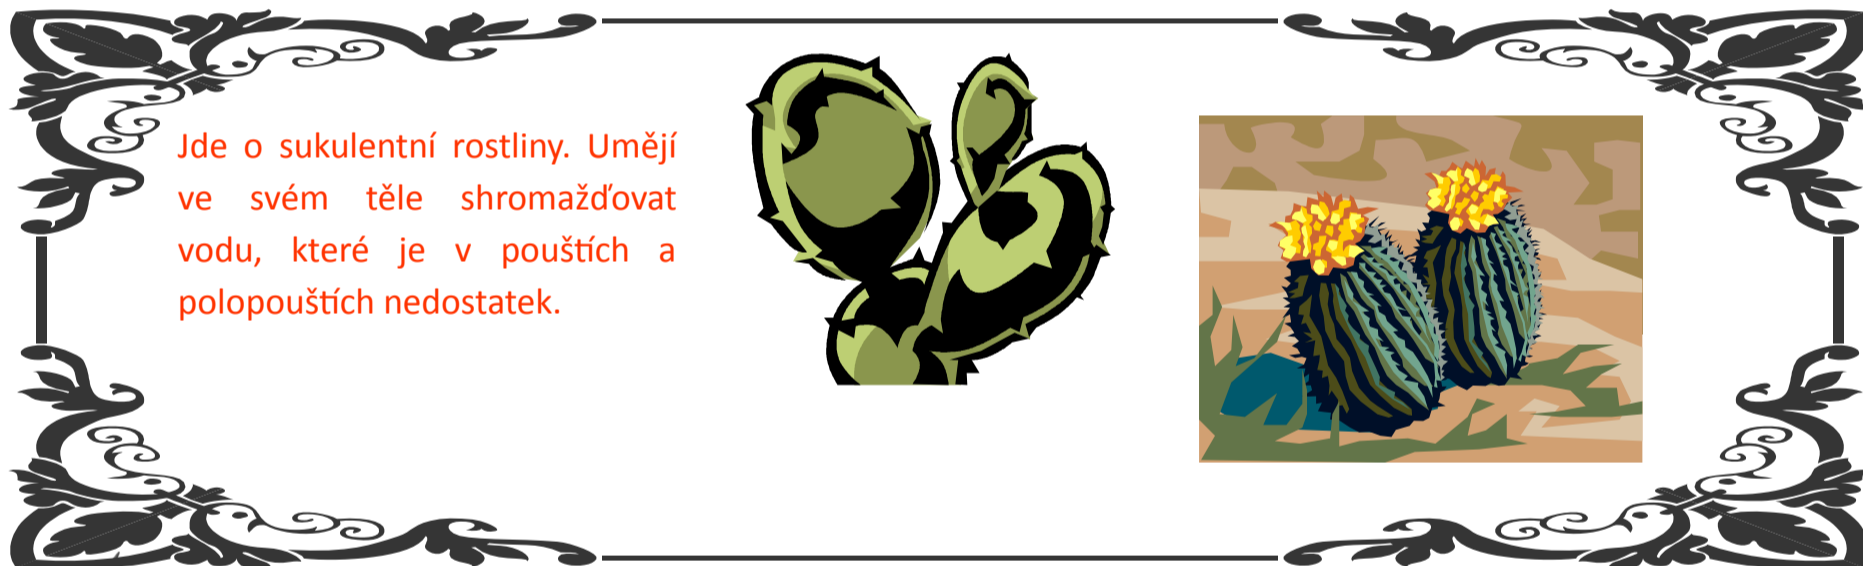 Jde o sukulentní rostliny. Umějí
ve svém těle shromažďovat
vodu, které je v pouštích a
polopouštích nedostatek.